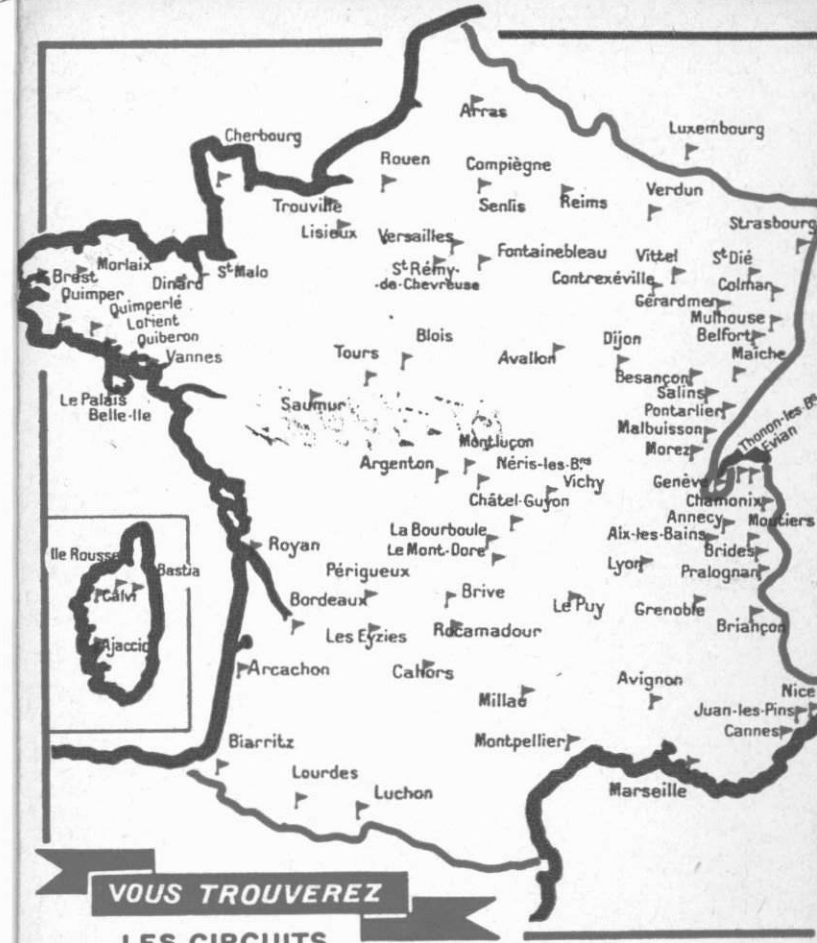 Arras
Cherbourg
Luxembourg
Rouen
Compiègne
Trouville
Senlis
Reims
Verdun
Lisieux
Versailles
Strasbourg
Fontainebleau
Vittel
St Dié
Morlaix
St Rémy-
-de-Chevreuse
Brest
Dinard
St Malo
Contrexéville
Colmar
Quimper
Quimperlé
Gérardmer
Lorient
Mulhouse
Quiberon
Blois
Dijon
Belfort
Vannes
Tours
Avallon
Maîche
Besançon
Le Palais
Belle-Ile
Saumur
Salins
Pontarlier
Malbuisson
Thonon-les-Bns
Evian
Montluçon
Morez
Argenton
Néris-les-Bns
Vichy
Genève
Châtel-Guyon
Chamonix
Annecy
Moutiers
La Bourboule
Aix-les-Bains
Le Mont-Dore
Brides
Royan
Ile Rousse
Bastia
Périgueux
Lyon
Pralognan
Calvi
Bordeaux
Brive
Le Puy
Grenoble
Les Eyzies
Rocamadour
Briançon
Ajaccio
Arcachon
Cahors
Avignon
Millau
Nice
Juan-les-Pins
Biarritz
Montpellier
Cannes
Lourdes
Luchon
Marseille
VOUS TROUVEREZ
LES CIRCUITS